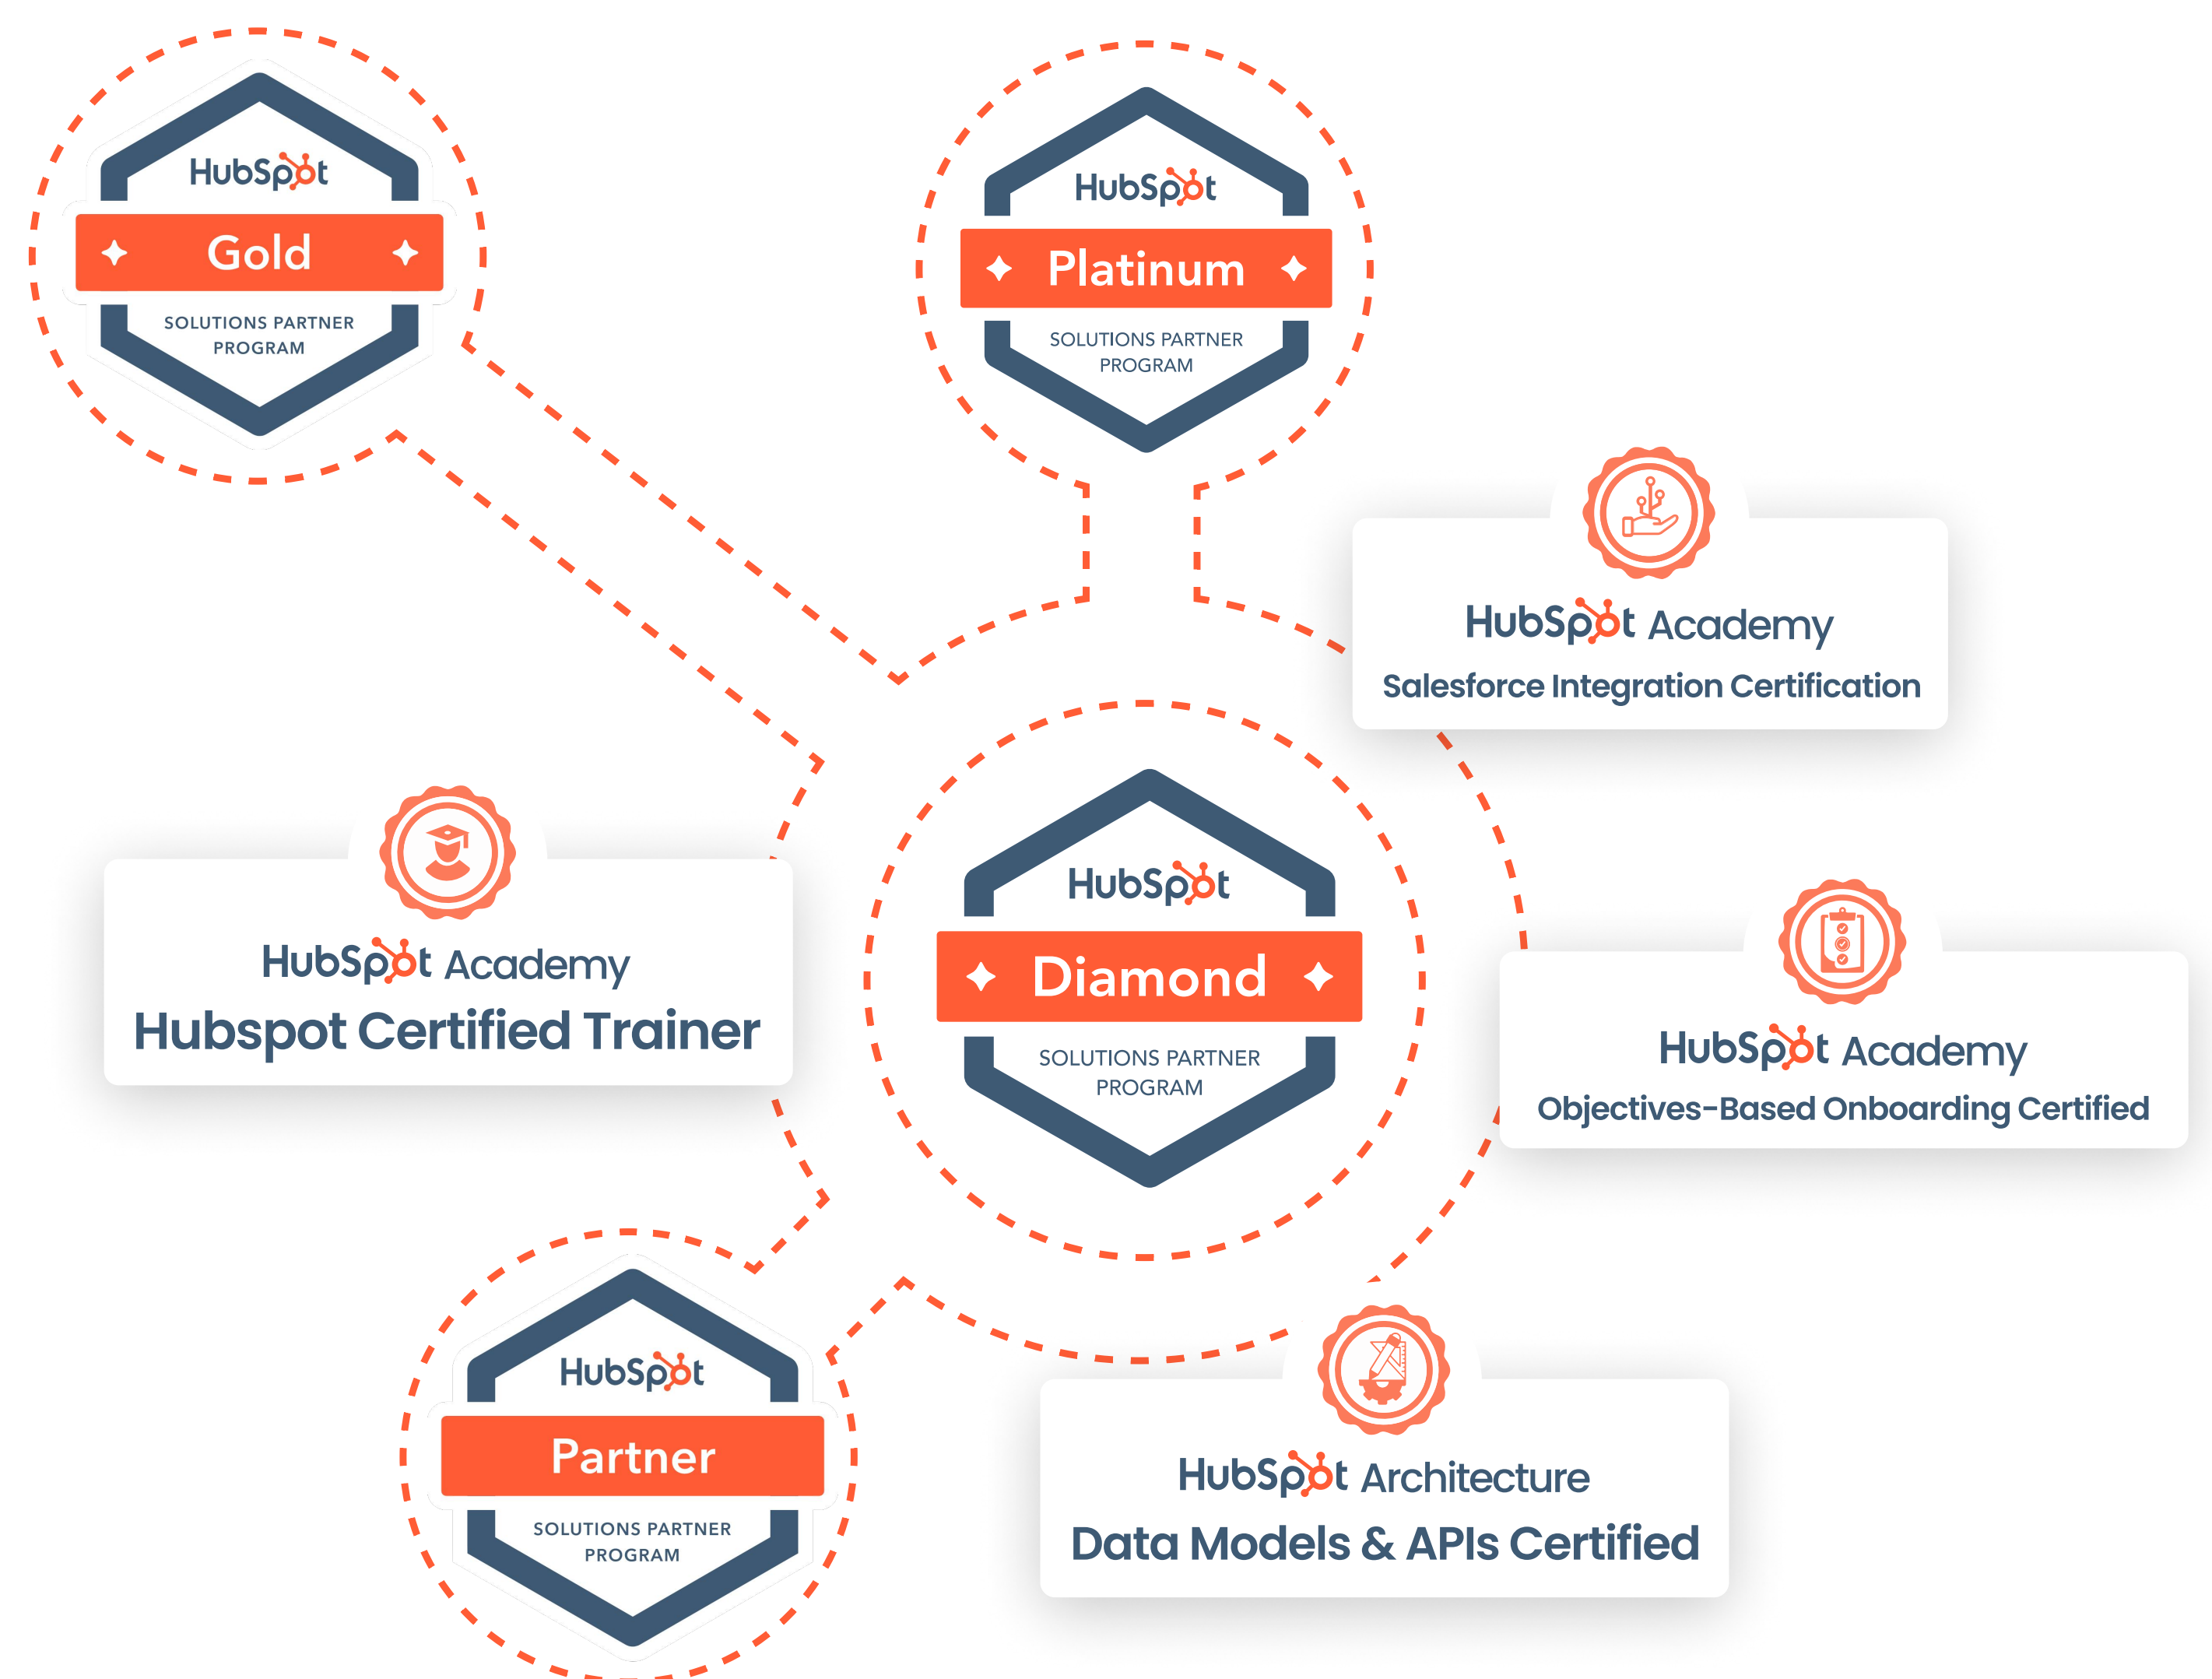 HubSpot
Gold
SOLUTIONS PARTNER
PROGRAM
HubSpot
Platinum
SOLUTIONS PARTNER
PROGRAM
HubSpot Academy
Salesforce Integration Certification
HubSpot Academy
Hubspot Certified Trainer
HubSpot
Diamond
SOLUTIONS PARTNER
PROGRAM
HubSpot Academy
Objectives-Based Onboarding Certified
HubSpot
Partner
SOLUTIONS PARTNER
PROGRAM
HubSpot Architecture
Data Models & APIs Certified